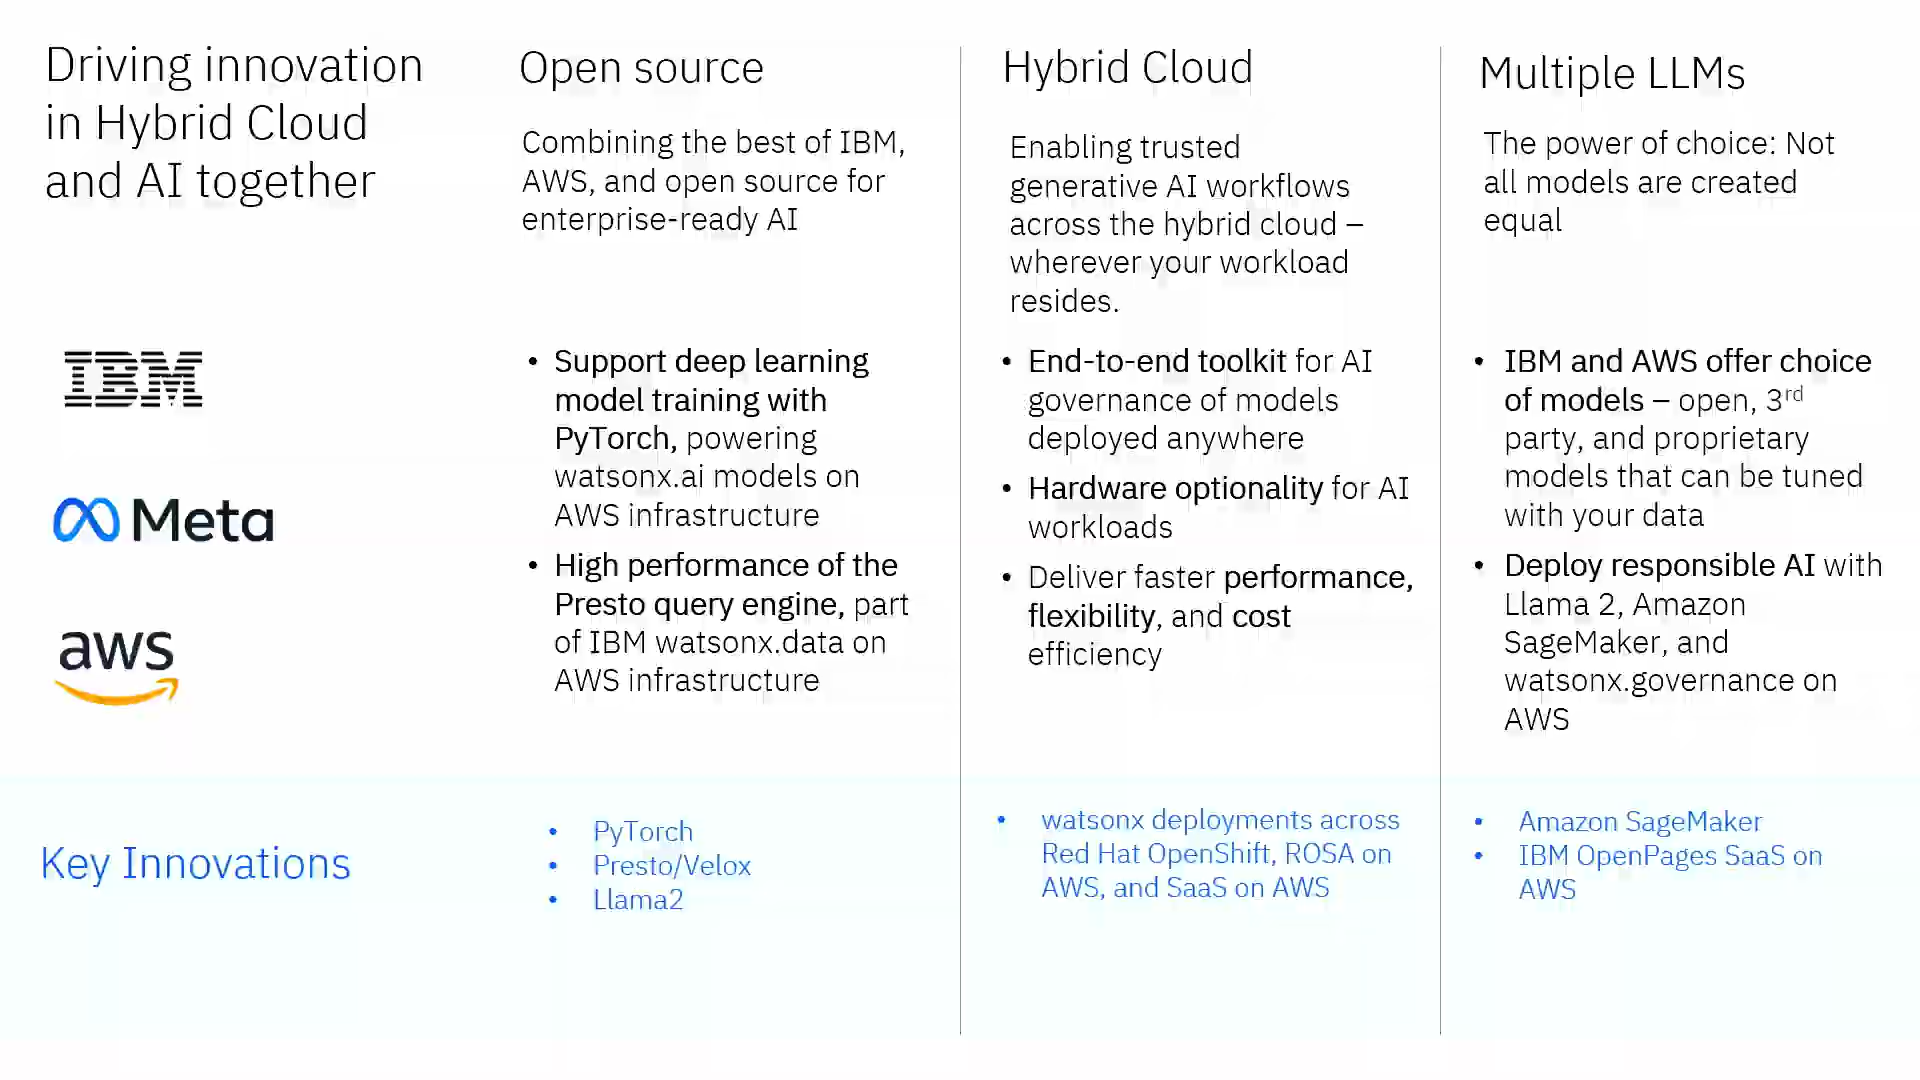 Driving innovation
in Hybrid Cloud
and AI together
IBM
Meta
aws
Open source
Combining the best of IBM,
AWS, and open source for
enterprise-ready AI
• Support deep learning
model training with
PyTorch, powering
watsonx.ai models on
AWS infrastructure
• High performance of the
Presto query engine, part
of IBM watsonx.data on
AWS infrastructure
Hybrid Cloud
Enabling trusted
generative AI workflows
across the hybrid cloud –
wherever your workload
resides.
• End-to-end toolkit for AI
governance of models
deployed anywhere
• Hardware optionality for AI
workloads
• Deliver faster performance,
flexibility, and cost
efficiency
Multiple LLMs
The power of choice: Not
all models are created
equal
• IBM and AWS offer choice
of models – open, 3rd
party, and proprietary
models that can be tuned
with your data
• Deploy responsible AI with
Llama 2, Amazon
SageMaker, and
watsonx.governance on
AWS
Key Innovations
• PyTorch
• Presto/Velox
• Llama2
• watsonx deployments across
Red Hat OpenShift, ROSA on
AWS, and SaaS on AWS
• Amazon SageMaker
• IBM OpenPages SaaS on
AWS